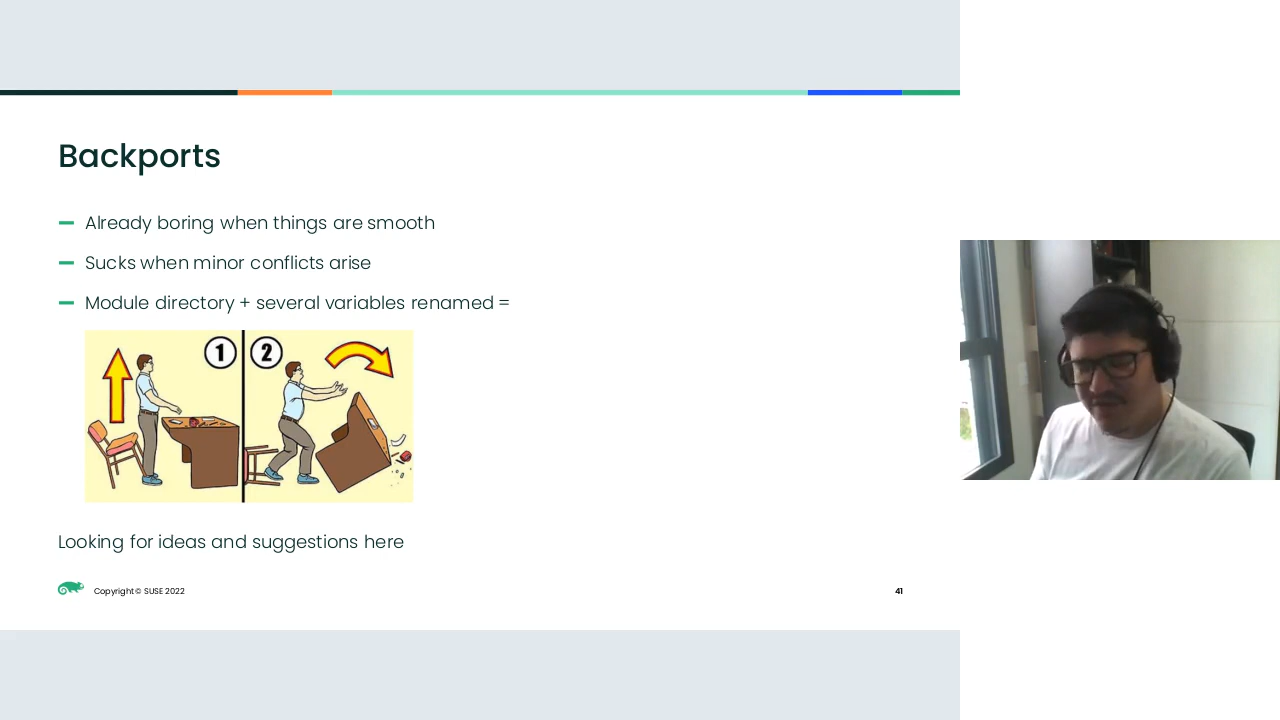 Backports
Already boring when things are smooth
Sucks when minor conflicts arise
Module directory + several variables renamed =
1
2
Looking for ideas and suggestions here
Copyright © SUSE 2022
41